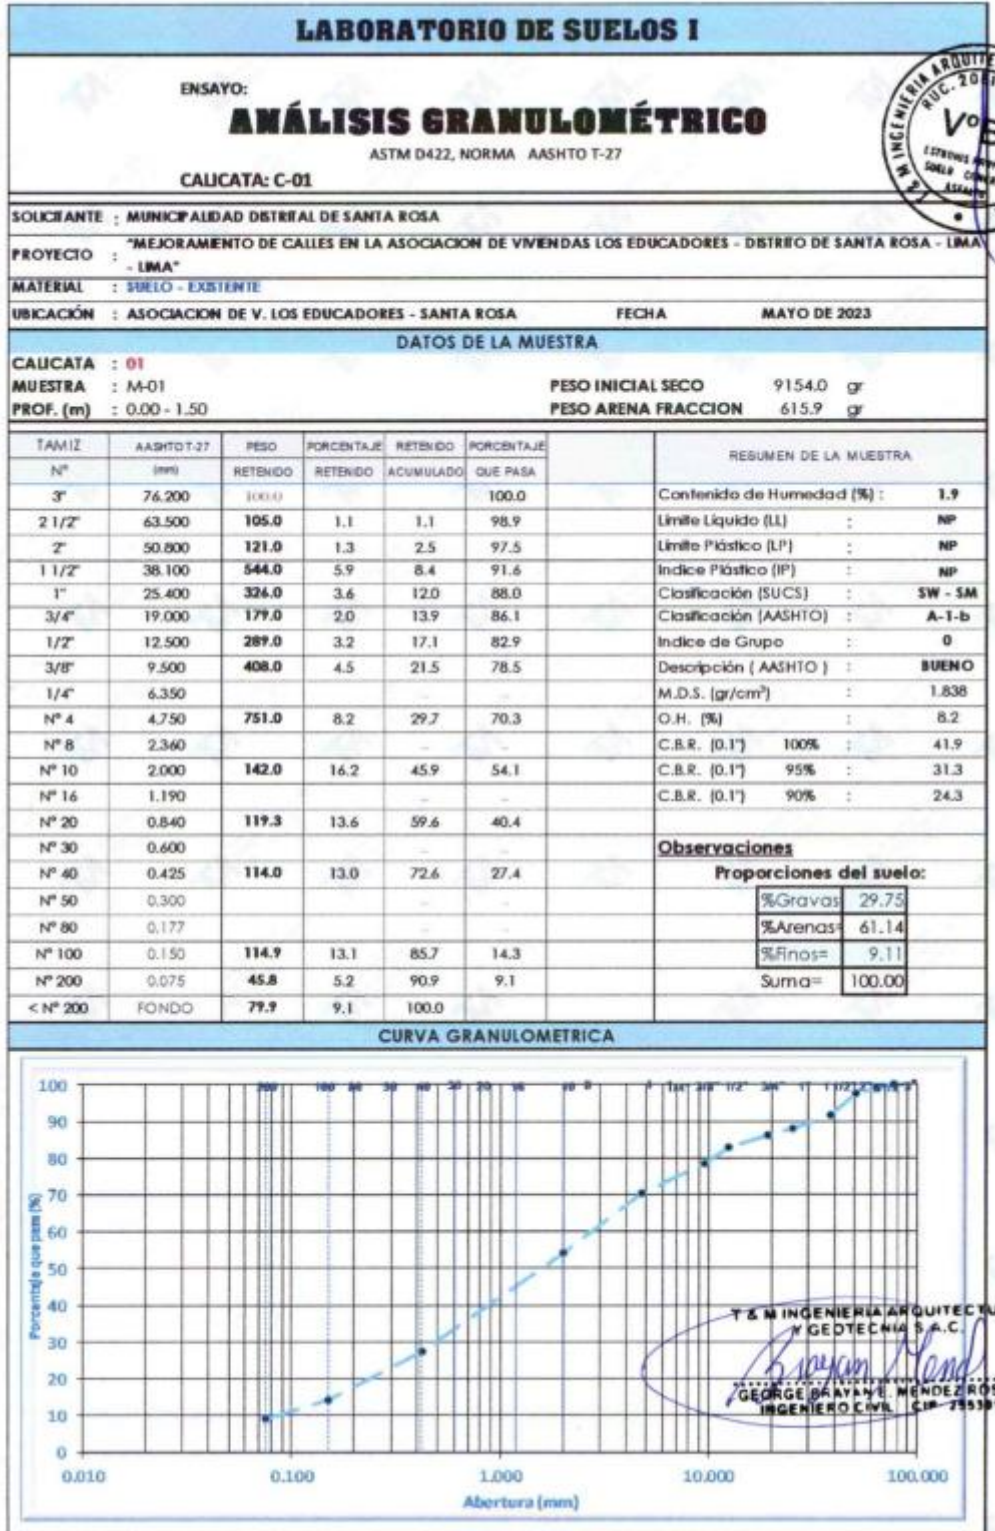 LABORATORIO DE SUELOS I
ENSAYO:
ANÁLISIS GRANULOMÉTRICO
ASTM D422, NORMA AASHTO T-27
CALICATA: C-01
SOLICITANTE : MUNICIPALIDAD DISTRITAL DE SANTA ROSA
PROYECTO : "MEJORAMIENTO DE CALLES EN LA ASOCIACION DE VIVIENDAS LOS EDUCADORES - DISTRITO DE SANTA ROSA - LIMA
- LIMA"
MATERIAL : SUELO - EXISTENTE
UBICACIÓN : ASOCIACION DE V. LOS EDUCADORES - SANTA ROSA FECHA MAYO DE 2023
DATOS DE LA MUESTRA
CALICATA : 01
MUESTRA : M-01 PESO INICIAL SECO 9154.0 gr
PROF. (m) : 0.00 - 1.50 PESO ARENA FRACCION 615.9 gr
TAMIZ AASHTO T-27 PESO PORCENTAJE RETENIDO PORCENTAJE RESUMEN DE LA MUESTRA
Nº (mm) RETENIDO RETENIDO ACUMULADO QUE PASA
3" 76.200 100.0 100.0 Contenido de Humedad (%) : 1.9
2 1/2" 63.500 105.0 1.1 1.1 98.9 Límite Líquido (LL) : NP
2" 50.800 121.0 1.3 2.5 97.5 Límite Plástico (LP) : NP
1 1/2" 38.100 544.0 5.9 8.4 91.6 Indice Plástico (IP) : NP
1" 25.400 326.0 3.6 12.0 88.0 Clasificación (SUCS) : SW - SM
3/4" 19.000 179.0 2.0 13.9 86.1 Clasificación (AASHTO) : A-1-b
1/2" 12.500 289.0 3.2 17.1 82.9 Indice de Grupo : 0
3/8" 9.500 408.0 4.5 21.5 78.5 Descripción ( AASHTO ) : BUENO
1/4" 6.350 M.D.S. (gr/cm³) : 1.838
Nº 4 4.750 751.0 8.2 29.7 70.3 O.H. (%) : 8.2
Nº 8 2.360 C.B.R. (0.1") 100% : 41.9
Nº 10 2.000 142.0 16.2 45.9 54.1 C.B.R. (0.1") 95% : 31.3
Nº 16 1.190 C.B.R. (0.1") 90% : 24.3
Nº 20 0.840 119.3 13.6 59.6 40.4
Nº 30 0.600 Observaciones
Nº 40 0.425 114.0 13.0 72.6 27.4 Proporciones del suelo:
Nº 50 0.300 %Gravas 29.75
Nº 80 0.177 %Arenas= 61.14
Nº 100 0.150 114.9 13.1 85.7 14.3 %Finos= 9.11
Nº 200 0.075 45.8 5.2 90.9 9.1 Suma= 100.00
< Nº 200 FONDO 79.9 9.1 100.0
CURVA GRANULOMETRICA
Porcentaje que pasa (%)
100
90
80
70
60
50
40
30
20
10
0
0.010 0.100 1.000 10.000 100.000
Abertura (mm)
T & M INGENIERIA ARQUITECTU
Y GEOTECNIA S.A.C.
GEORGE BRAYAN E. MENDEZ ROS
INGENIERO CIVIL CIP